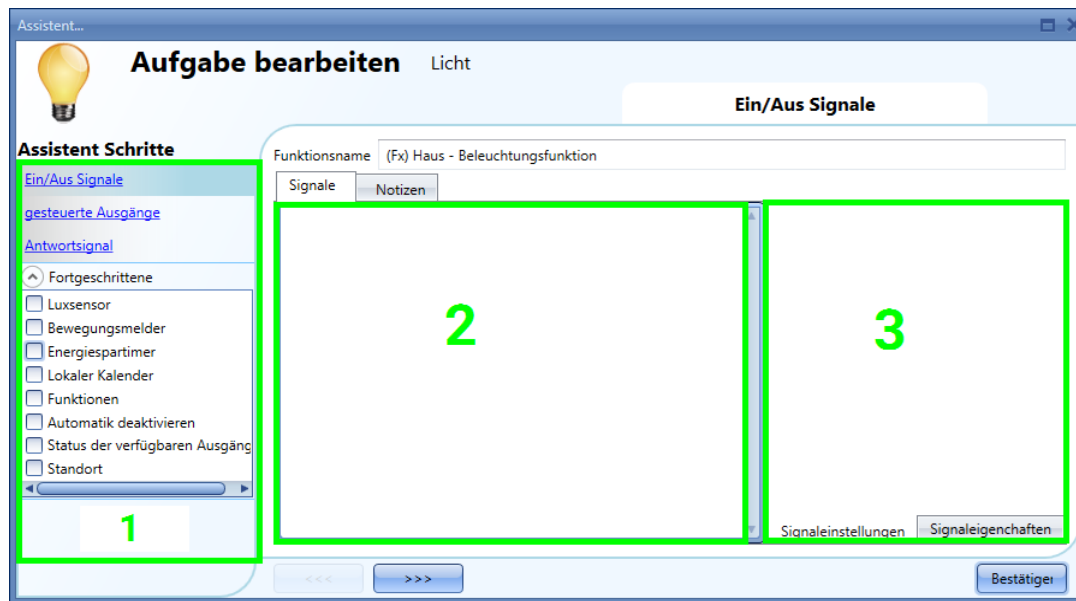 Assistent...
Aufgabe bearbeiten Licht
Ein/Aus Signale
Assistent Schritte
Ein/Aus Signale
gesteuerte Ausgänge
Antwortsignal
Fortgeschrittene
Luxsensor
Bewegungsmelder
Energiespartimer
Lokaler Kalender
Funktionen
Automatik deaktivieren
Status der verfügbaren Ausgäng
Standort
1
Funktionsname (Fx) Haus - Beleuchtungsfunktion
Signale Notizen
2
3
Signaleinstellungen Signaleigenchaften
<<< >>> Bestätiger